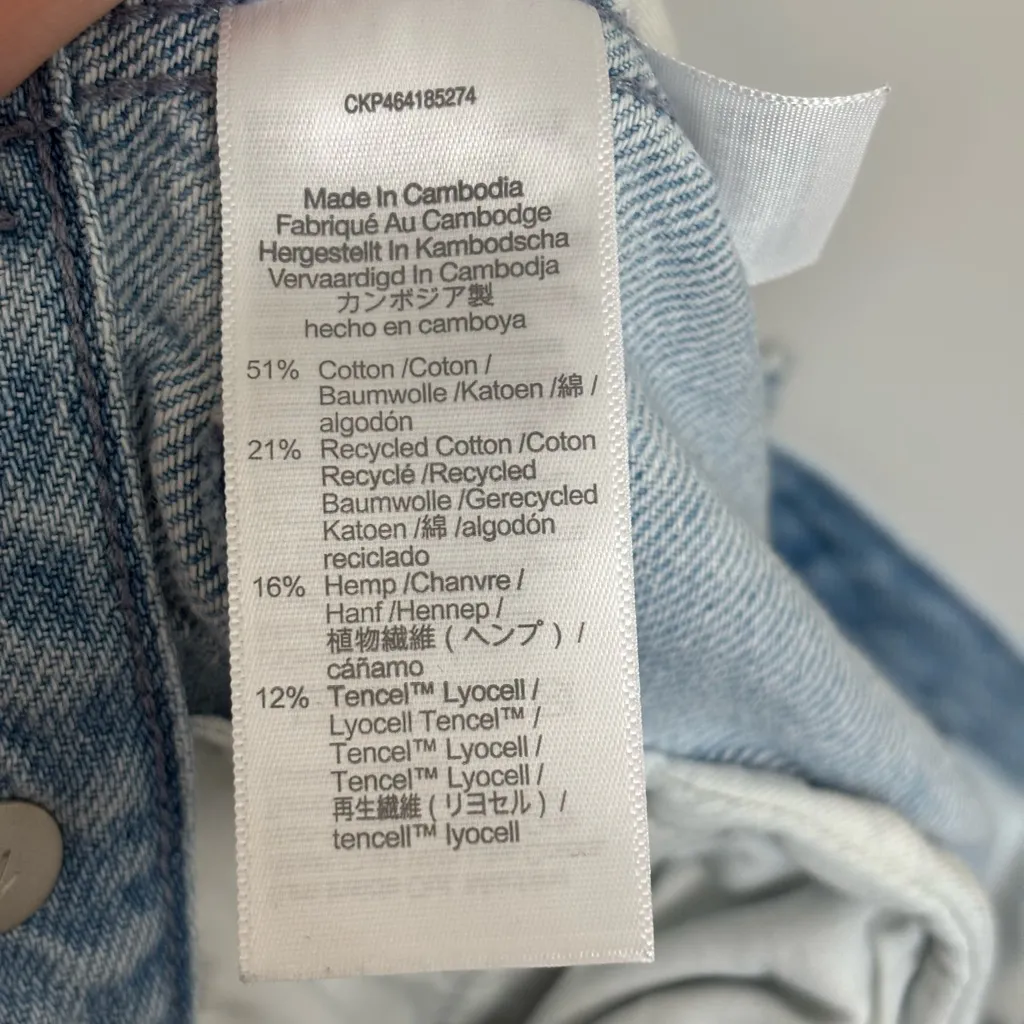 CKP464185274
Made In Cambodia
Fabriqué Au Cambodge
Hergestellt In Kambodscha
Vervaardigd In Cambodja
カンボジア製
hecho en camboya
51% Cotton /Coton /
Baumwolle /Katoen /綿 /
algodón
21% Recycled Cotton /Coton
Recyclé /Recycled
Baumwolle /Gerecycled
Katoen /綿 /algodón
reciclado
16% Hemp /Chanvre /
Hanf /Hennep /
植物繊維 ( ヘンプ ) /
cáñamo
12% Tencel™ Lyocell /
Lyocell Tencel™ /
Tencel™ Lyocell /
Tencel™ Lyocell /
再生繊維 ( リヨセル ) /
tencell™ lyocell